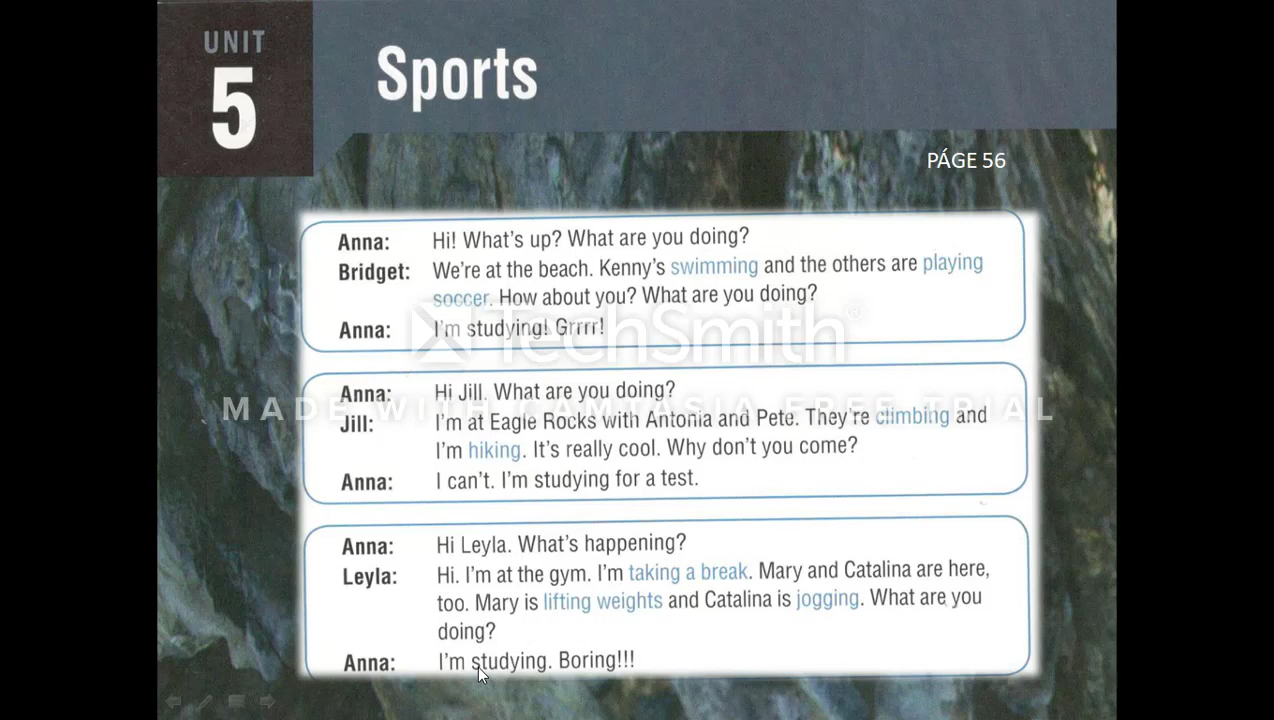 UNIT
5
Sports
PÁGE 56
Anna: Hi! What's up? What are you doing?
Bridget: We're at the beach. Kenny's swimming and the others are playing
soccer. How about you? What are you doing?
Anna: I'm studying! Grrrr!
TechSmith®
Anna: Hi Jill. What are you doing?
MADE WITH CAMTASIA FREE TRIAL
Jill: I'm at Eagle Rocks with Antonia and Pete. They're climbing and
I'm hiking. It's really cool. Why don't you come?
Anna: I can't. I'm studying for a test.
Anna: Hi Leyla. What's happening?
Leyla: Hi. I'm at the gym. I'm taking a break. Mary and Catalina are here,
too. Mary is lifting weights and Catalina is jogging. What are you
doing?
Anna: I'm studying. Boring!!!